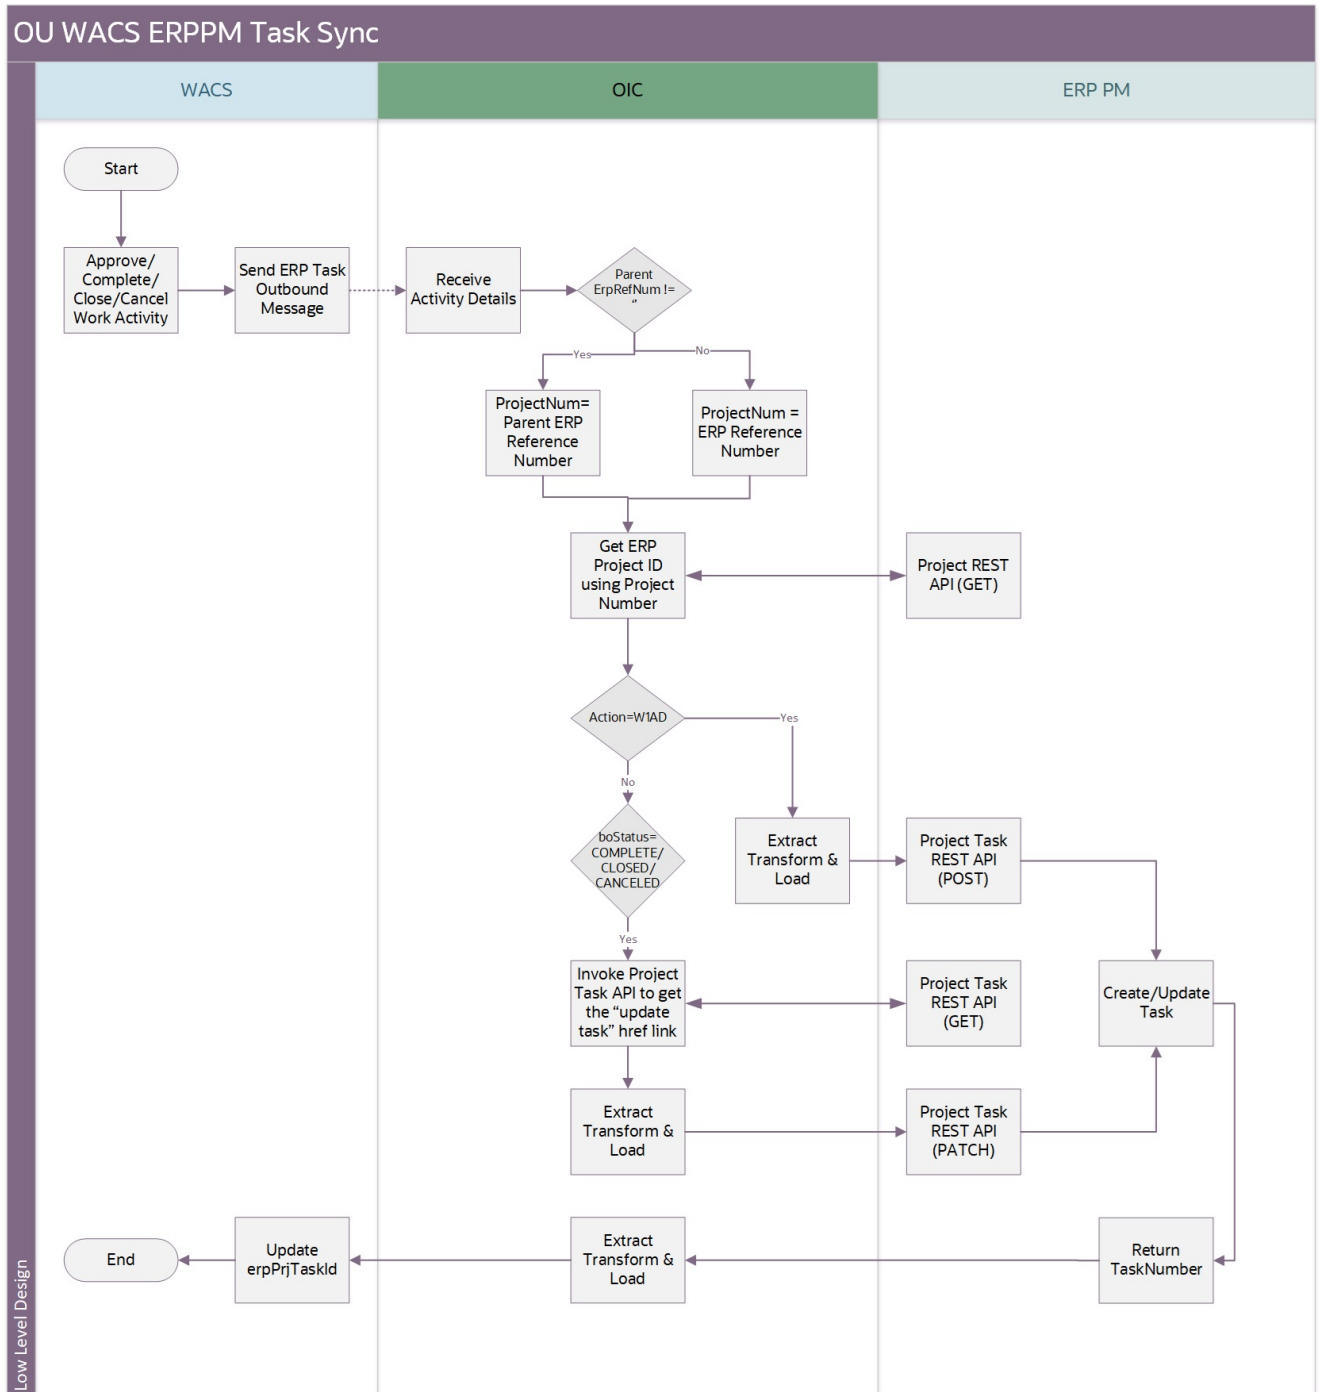 OU WACS ERPPM Task Sync
WACS
OIC
ERP PM
Start
Approve/
Complete/
Close/Cancel
Work Activity
Send ERP Task
Outbound
Message
Receive
Activity Details
Parent
ErpRefNum !=
‘’
Yes
No
ProjectNum=
Parent ERP
Reference
Number
ProjectNum =
ERP Reference
Number
Get ERP
Project ID
using Project
Number
Project REST
API (GET)
Action=W1AD
Yes
No
boStatus=
COMPLETE/
CLOSED/
CANCELED
Extract
Transform &
Load
Project Task
REST API
(POST)
Yes
Invoke Project
Task API to get
the “update
task” href link
Project Task
REST API
(GET)
Create/Update
Task
Extract
Transform &
Load
Project Task
REST API
(PATCH)
End
Update
erpPrjTaskId
Extract
Transform &
Load
Return
TaskNumber
Low Level Design